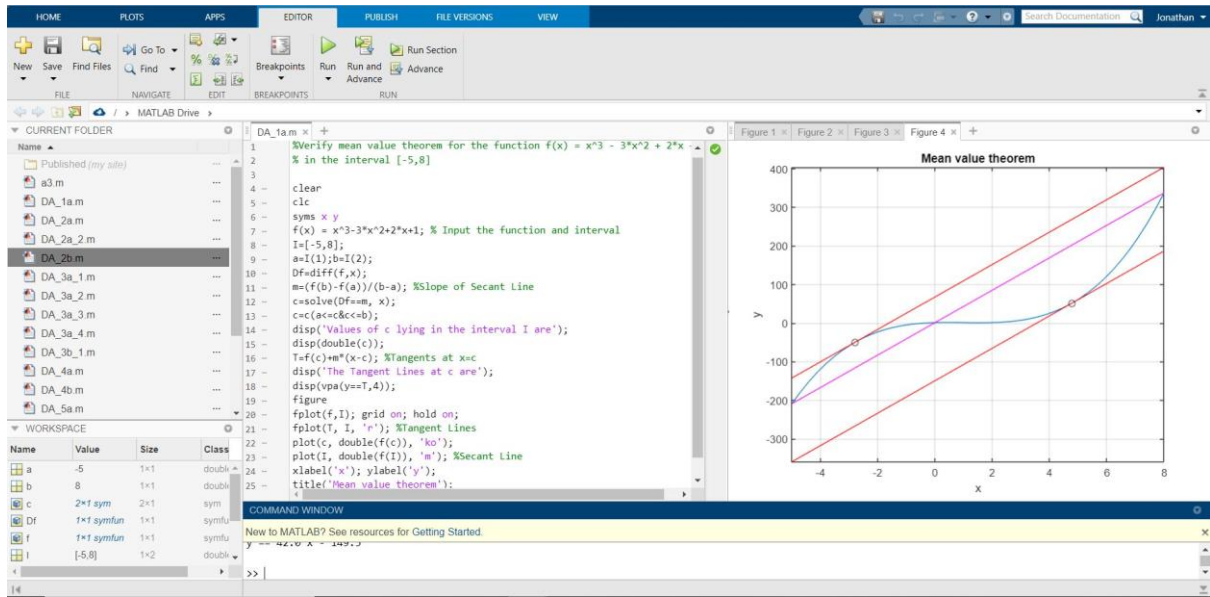 HOME PLOTS APPS EDITOR PUBLISH FILE VERSIONS VIEW Search Documentation Jonathan
New Save Find Files Go To Find Breakpoints Run Run and Advance Run Section Advance
FILE NAVIGATE EDIT BREAKPOINTS RUN
/ > MATLAB Drive >
CURRENT FOLDER
Name
Published (my site)
a3.m
DA_1a.m
DA_2a.m
DA_2a_2.m
DA_2b.m
DA_3a_1.m
DA_3a_2.m
DA_3a_3.m
DA_3a_4.m
DA_3b_1.m
DA_4a.m
DA_4b.m
DA_5a.m
WORKSPACE
Name Value Size Class
a -5 1×1 double
b 8 1×1 double
c 2×1 sym 2×1 sym
Df 1×1 symfun 1×1 symfu
f 1×1 symfun 1×1 symfu
I [-5,8] 1×2 double
DA_1a.m × +
1 %Verify mean value theorem for the function f(x) = x^3 - 3*x^2 + 2*x -
2 % in the interval [-5,8]
3
4 - clear
5 - clc
6 - syms x y
7 - f(x) = x^3-3*x^2+2*x+1; % Input the function and interval
8 - I=[-5,8];
9 - a=I(1);b=I(2);
10 - Df=diff(f,x);
11 - m=(f(b)-f(a))/(b-a); %Slope of Secant Line
12 - c=solve(Df==m, x);
13 - c=c(a<=c&c<=b);
14 - disp('Values of c lying in the interval I are');
15 - disp(double(c));
16 - T=f(c)+m*(x-c); %Tangents at x=c
17 - disp('The Tangent Lines at c are');
18 - disp(vpa(y==T,4));
19 - figure
20 - fplot(f,I); grid on; hold on;
21 - fplot(T, I, 'r'); %Tangent Lines
22 - plot(c, double(f(c)), 'ko');
23 - plot(I, double(f(I)), 'm'); %Secant Line
24 - xlabel('x'); ylabel('y');
25 - title('Mean value theorem');
COMMAND WINDOW
New to MATLAB? See resources for Getting Started.
y == 42.0 x - 149.5
>>
Figure 1 × Figure 2 × Figure 3 × Figure 4 × +
Mean value theorem
400
300
200
100
0
-100
-200
-300
y
-4 -2 0 2 4 6 8
x